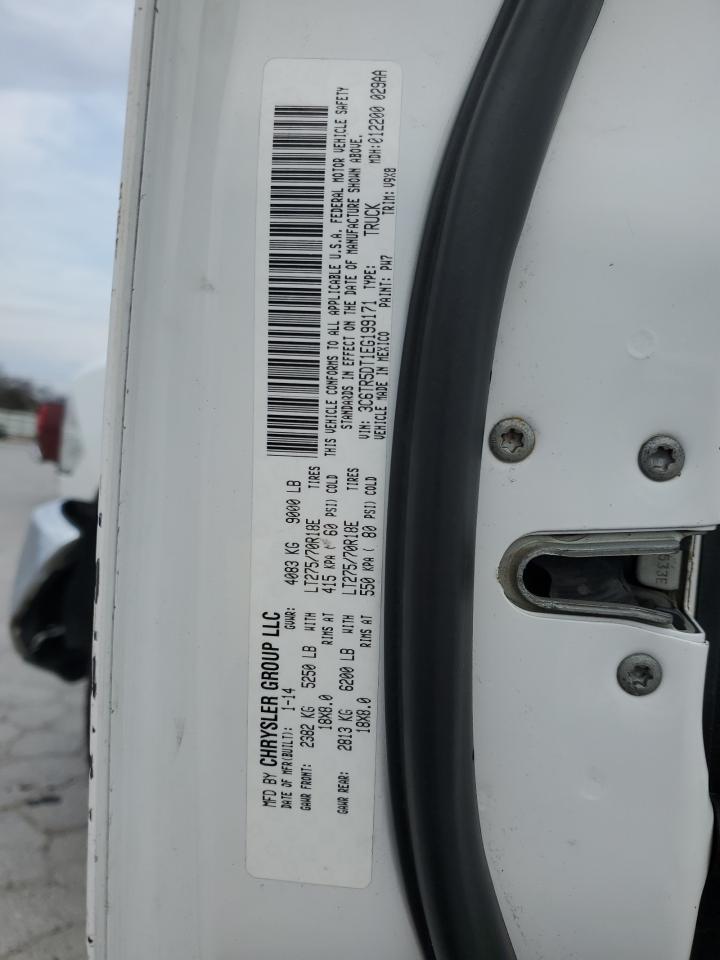 MFD BY CHRYSLER GROUP LLC
DATE OF MFR(BUILT): 1-14 GVWR: 4083 KG 9000 LB
GAWR FRONT: 2382 KG 5250 LB WITH LT275/70R18E TIRES
18X8.0 RIMS AT 415 KPA ( 60 PSI) COLD
GAWR REAR: 2813 KG 6200 LB WITH LT275/70R18E TIRES
18X8.0 RIMS AT 550 KPA ( 80 PSI) COLD
THIS VEHICLE CONFORMS TO ALL APPLICABLE U.S.A. FEDERAL MOTOR VEHICLE SAFETY
STANDARDS IN EFFECT ON THE DATE OF MANUFACTURE SHOWN ABOVE.
VIN: 3C6TR5DT1EG199171 TYPE: TRUCK MDH:012200 029AA
VEHICLE MADE IN MEXICO PAINT: PW7 TRIM: V9X8
533E